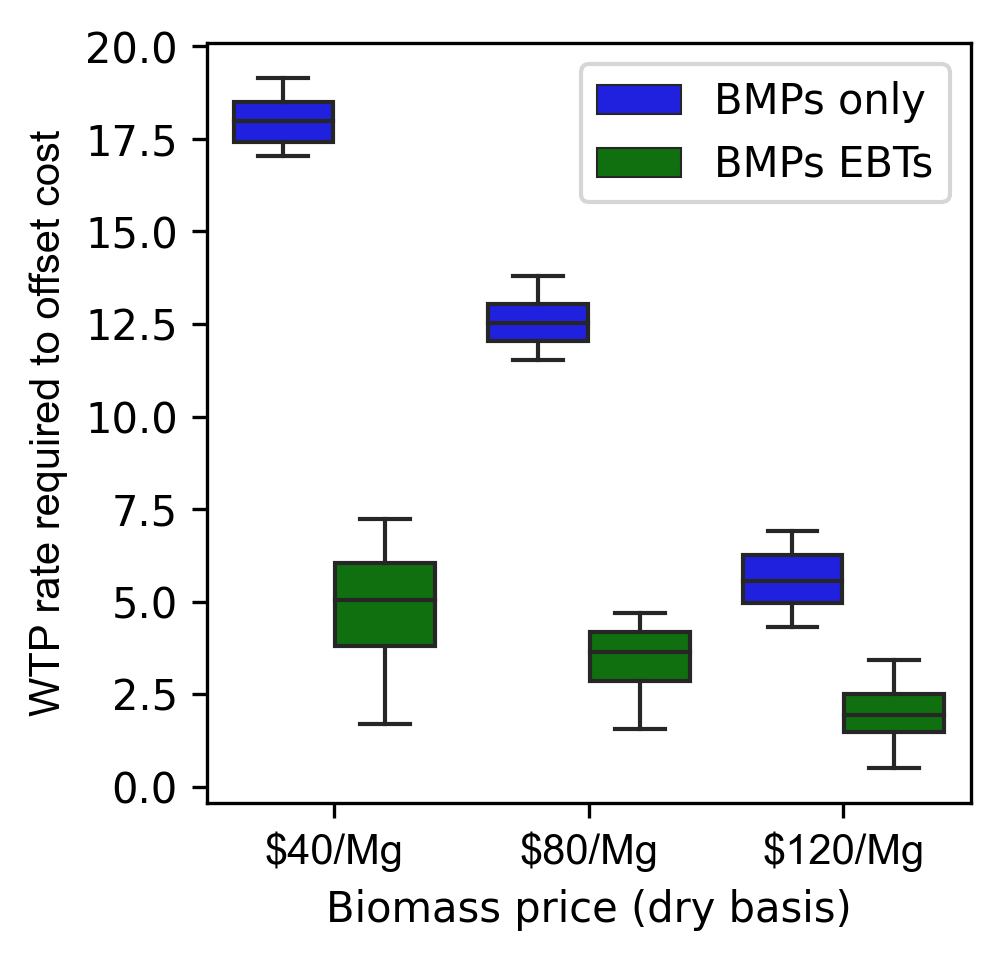 WTP rate required to offset cost
20.0
17.5
15.0
12.5
10.0
7.5
5.0
2.5
0.0
BMPs only
BMPs EBTs
$40/Mg
$80/Mg
$120/Mg
Biomass price (dry basis)